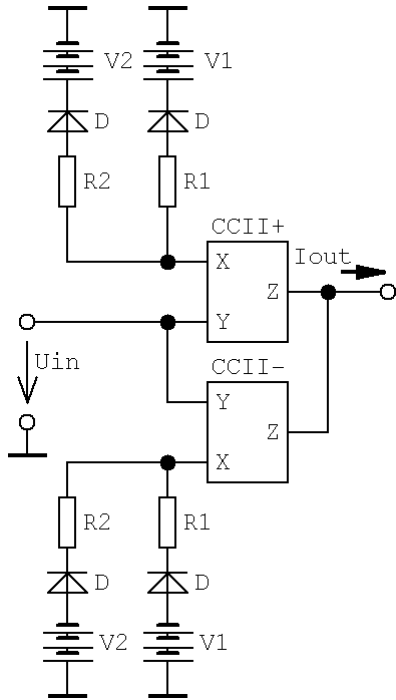 V2 V1
D D
R2 R1
CCII+
X
Iout
Z
Y
CCII-
Uin
Y
Z
X
R2 R1
D D
V2 V1